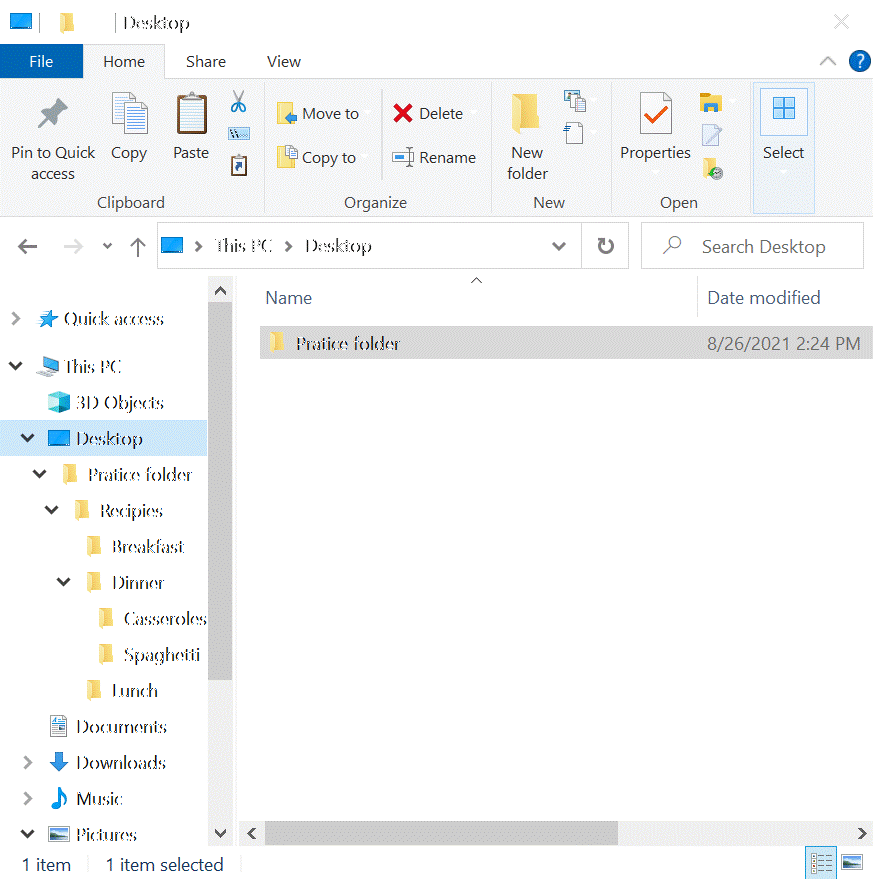 Desktop
File Home Share View
?
Pin to Quick access
Copy
Paste
Clipboard
Move to
Copy to
Delete
Rename
Organize
New folder
New
Properties
Open
Select
This PC > Desktop
Search Desktop
Name Date modified
Pratice folder 8/26/2021 2:24 PM
Quick access
This PC
3D Objects
Desktop
Pratice folder
Recipies
Breakfast
Dinner
Casseroles
Spaghetti
Lunch
Documents
Downloads
Music
Pictures
1 item 1 item selected